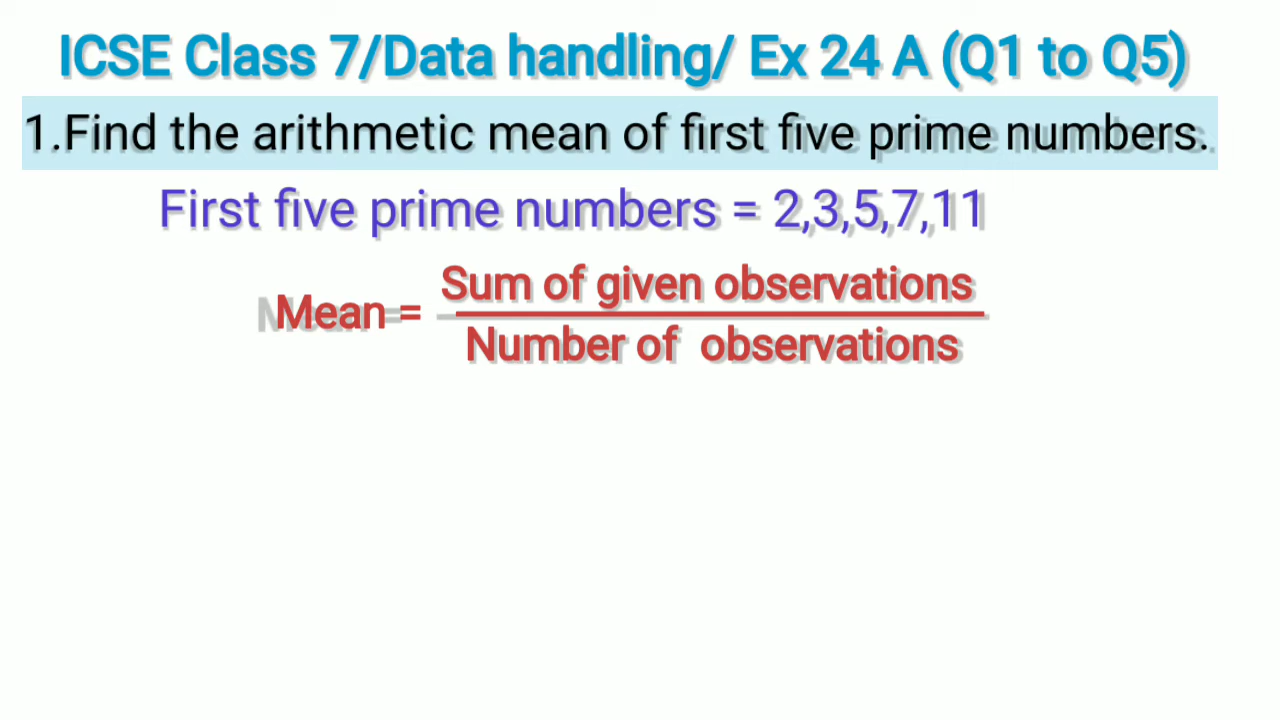 ICSE Class 7/Data handling/ Ex 24 A (Q1 to Q5)
1.Find the arithmetic mean of first five prime numbers.
First five prime numbers = 2,3,5,7,11
Sum of given observations
Mean =
Number of observations